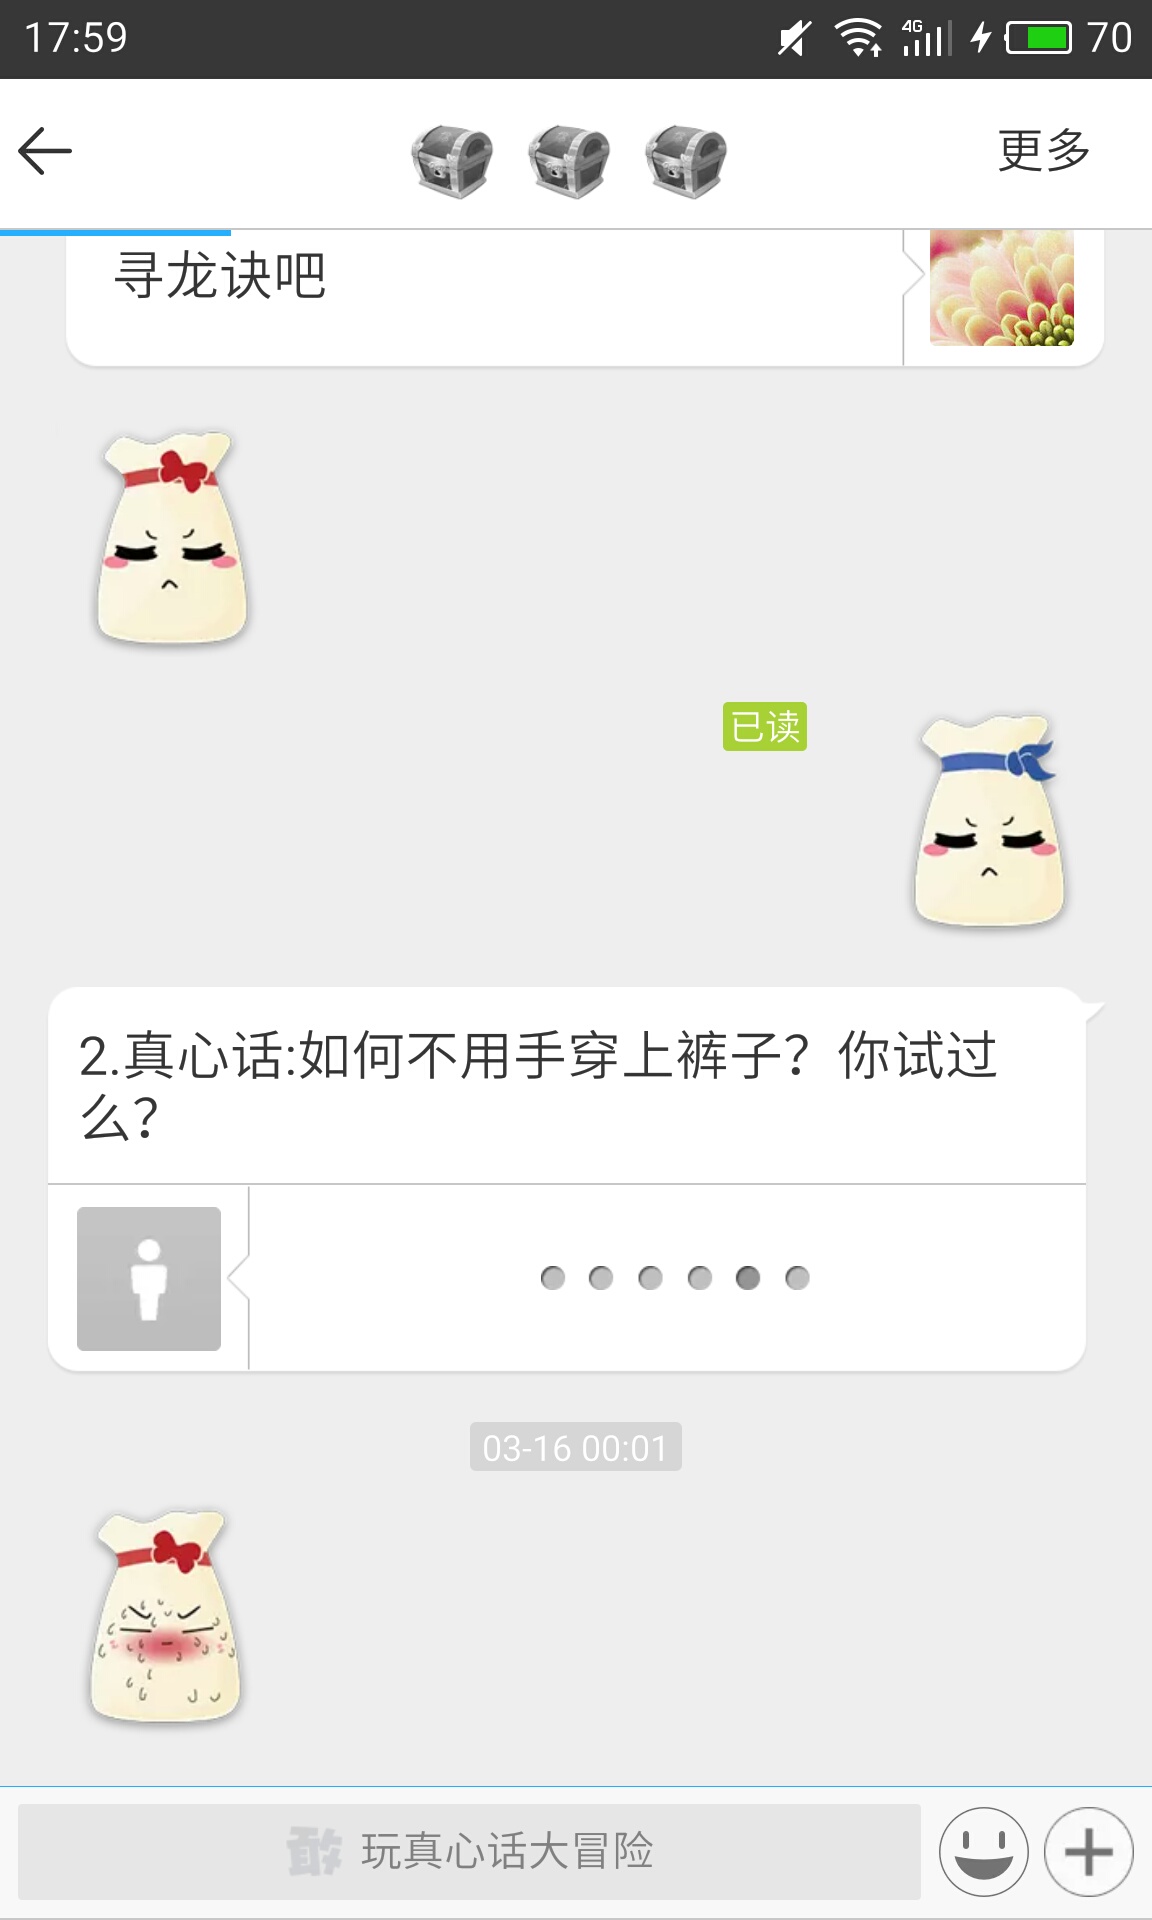 17:59
4G
70
更多
寻龙诀吧
已读
2.真心话:如何不用手穿上裤子？你试过
么？
03-16 00:01
敢 玩真心话大冒险